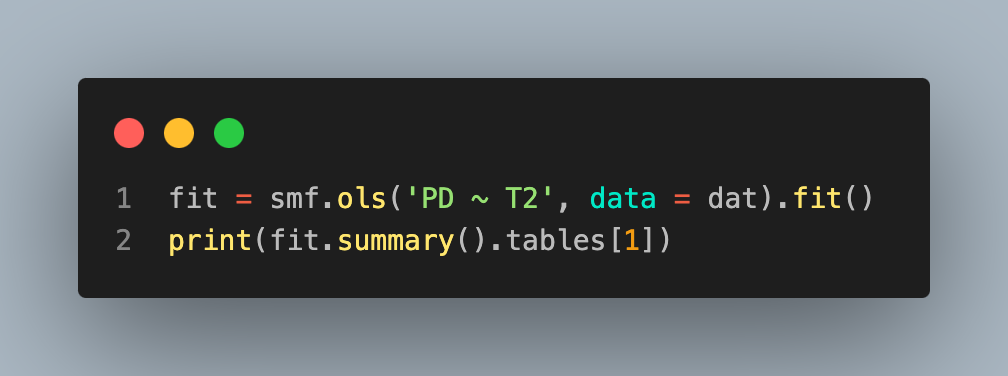 1 fit = smf.ols('PD ~ T2', data = dat).fit()
2 print(fit.summary().tables[1])